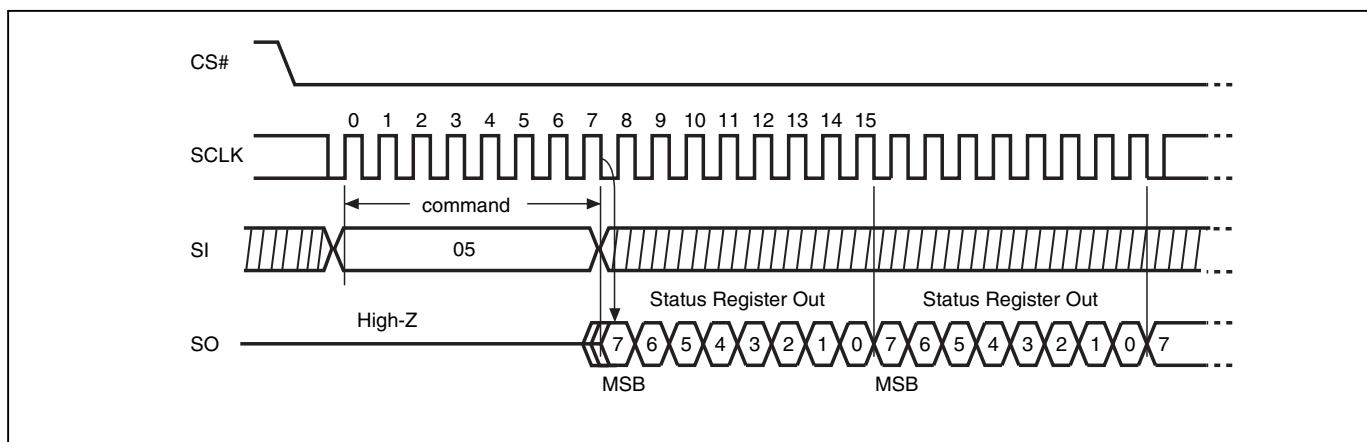 CS#
0 1 2 3 4 5 6 7 8 9 10 11 12 13 14 15
SCLK
command
SI
05
Status Register Out Status Register Out
High-Z
SO
7 6 5 4 3 2 1 0 7 6 5 4 3 2 1 0 7
MSB MSB